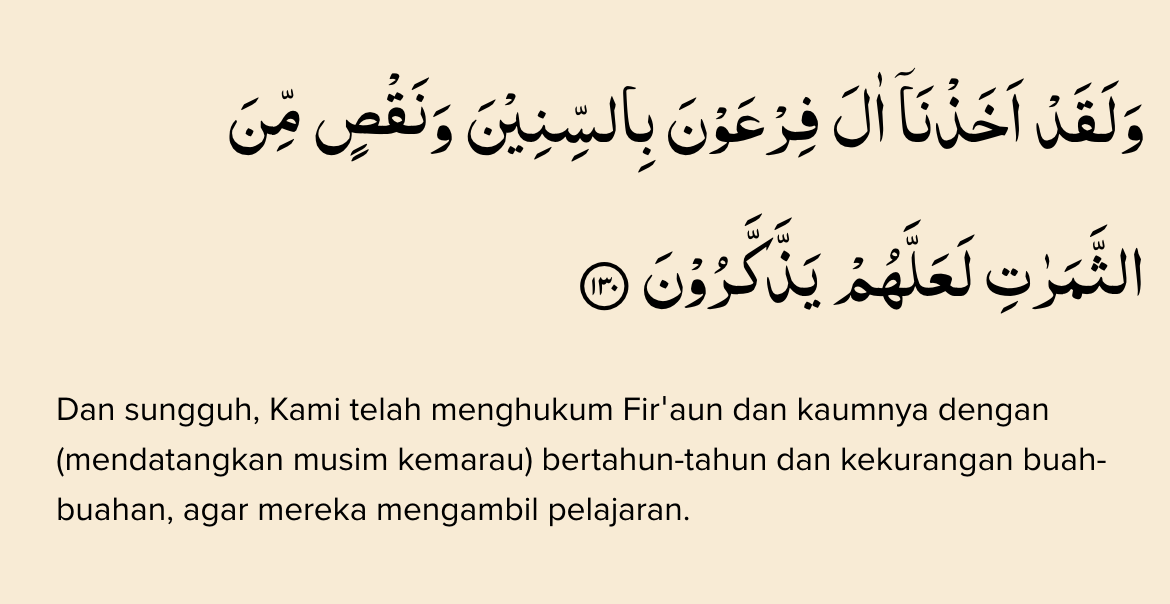 وَلَقَدْ اَخَذْنَآ اٰلَ فِرْعَوْنَ بِالسِّنِيْنَ وَنَقْصٍ مِّنَ
الثَّمَرٰتِ لَعَلَّهُمْ يَذَّكَّرُوْنَ ١٣٠
Dan sungguh, Kami telah menghukum Fir'aun dan kaumnya dengan
(mendatangkan musim kemarau) bertahun-tahun dan kekurangan buah-
buahan, agar mereka mengambil pelajaran.